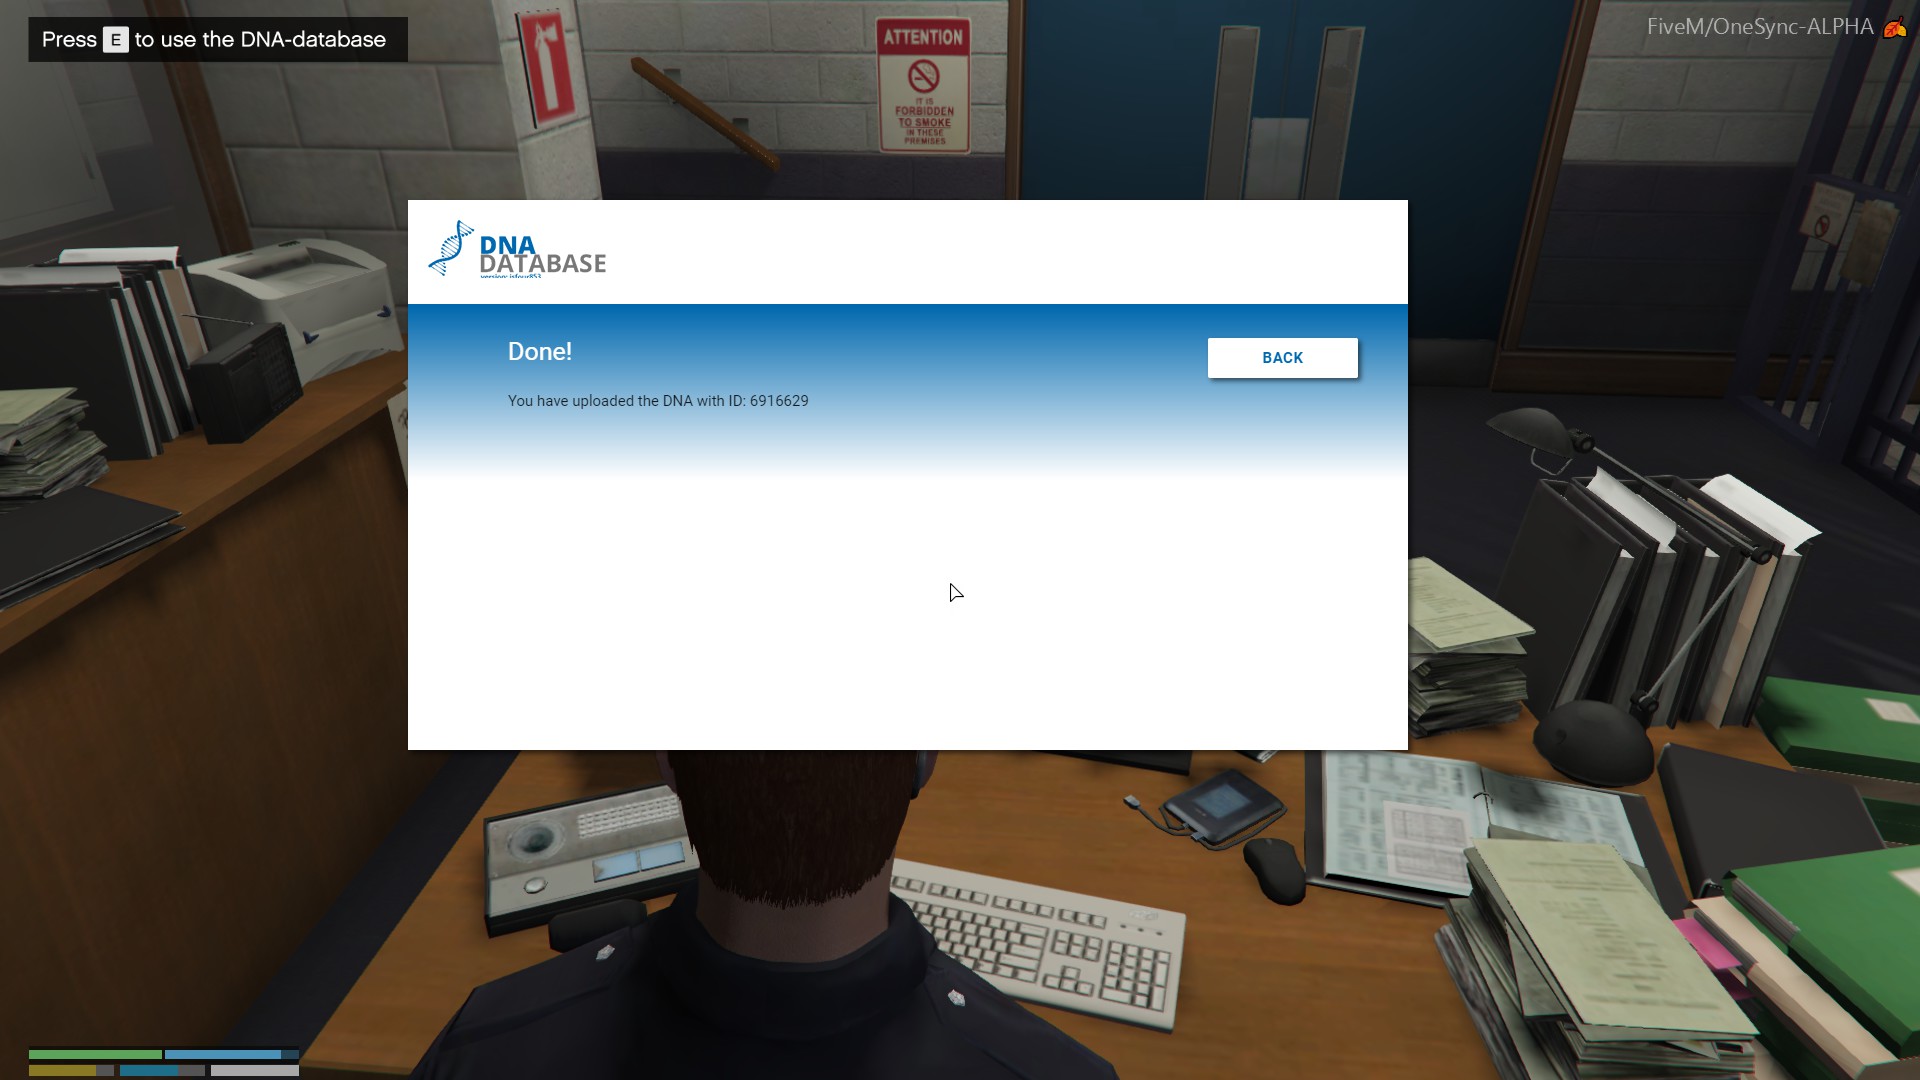 Press E to use the DNA-database
FiveM/OneSync-ALPHA
ATTENTION
IT IS
FORBIDDEN
TO SMOKE
IN THESE
PREMISES
DNA
DATABASE
Done!
BACK
You have uploaded the DNA with ID: 6916629